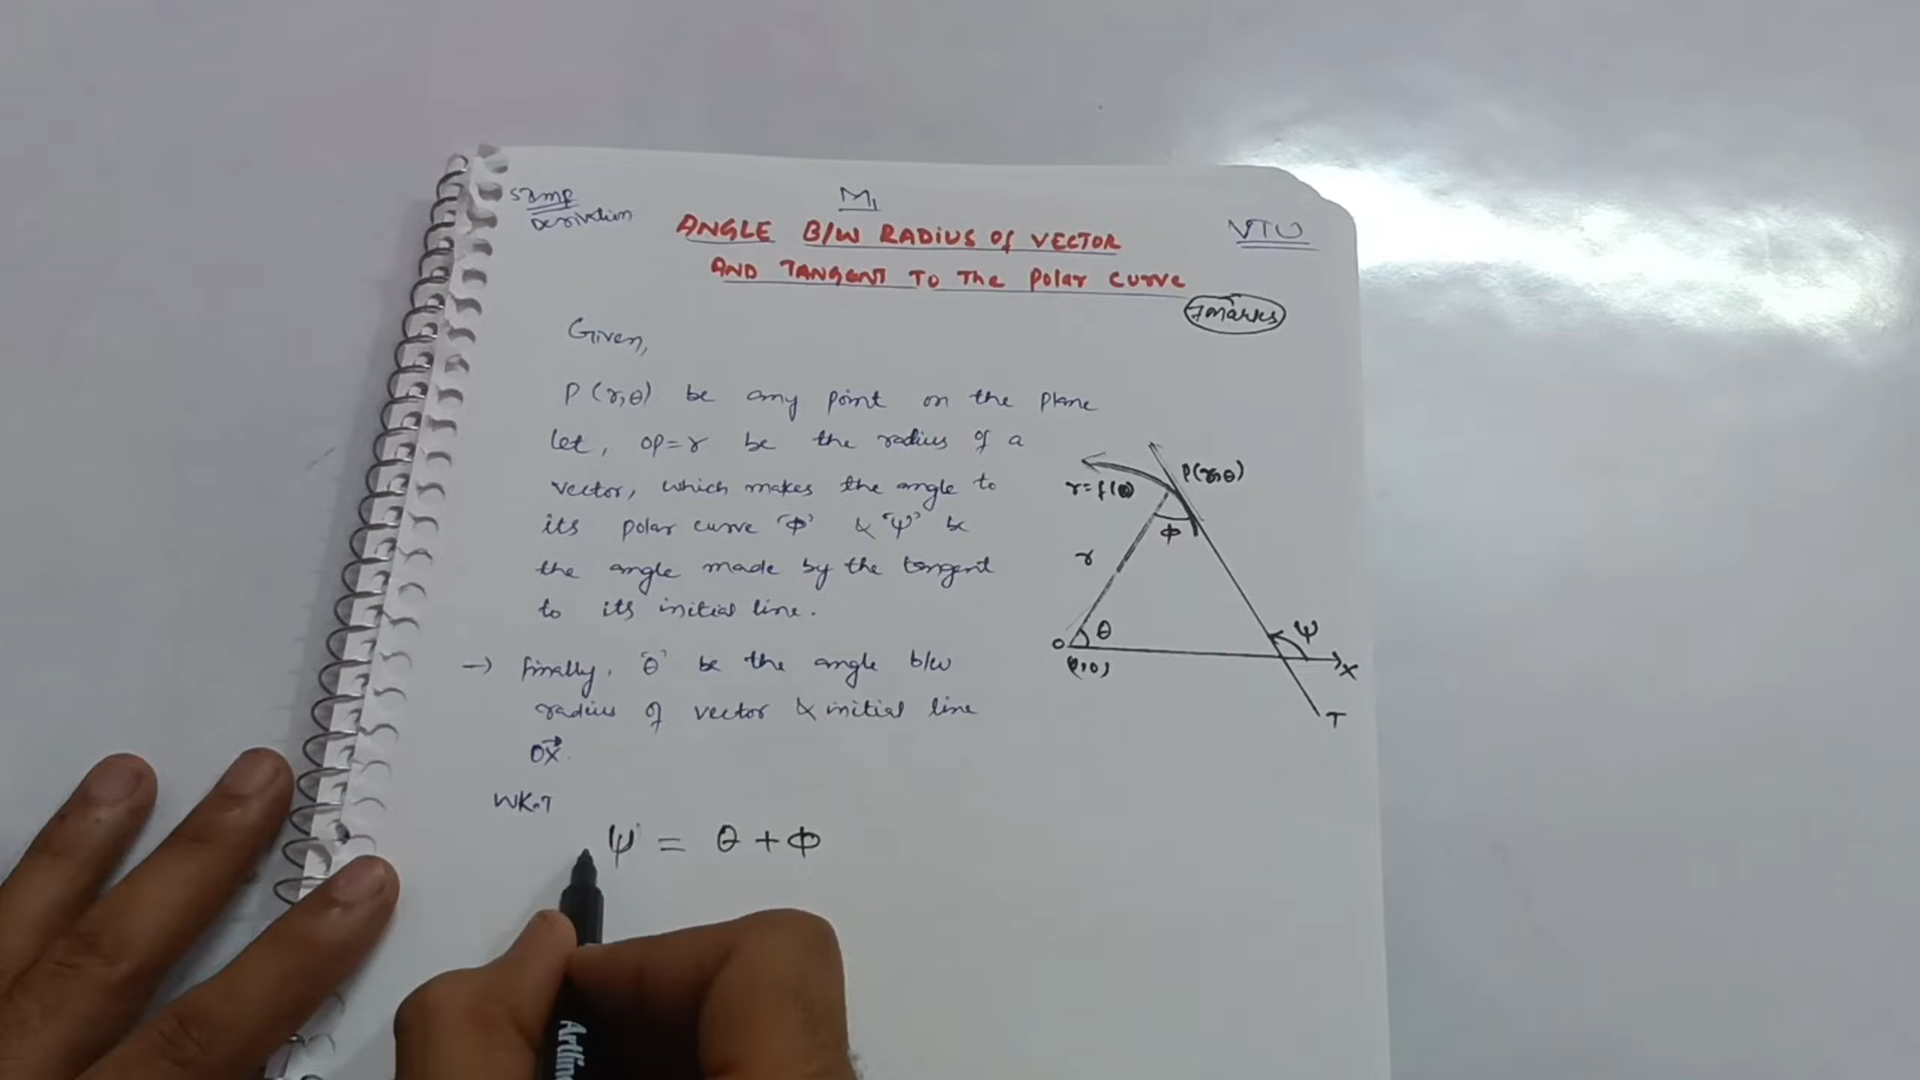 M1
Derivation
VTU
ANGLE B/W RADIUS Of VECTOR
AND TANGENT TO The Polar curve
7marks
Given,
P(r,θ) be any point on the plane
let, OP=r be the radius of a
vector, which makes the angle to
its polar curve 'ϕ' & 'ψ' be
the angle made by the tangent
to its initial line.
→ finally, 'θ' be the angle b/w
radius of vector & initial line
OX⃗.
WK.T
ψ = θ + ϕ
P(r,θ)
r=f(θ)
ϕ
r
θ
ψ
O
(0,0)
X
T
Artline